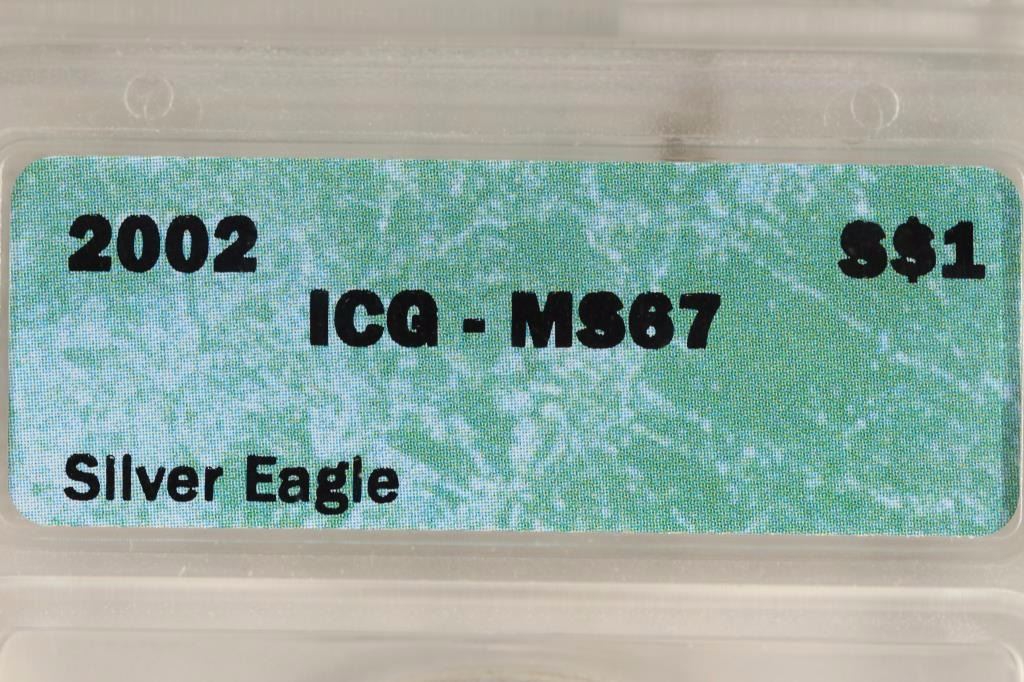 2002 S$1
ICG - MS67
Silver Eagle